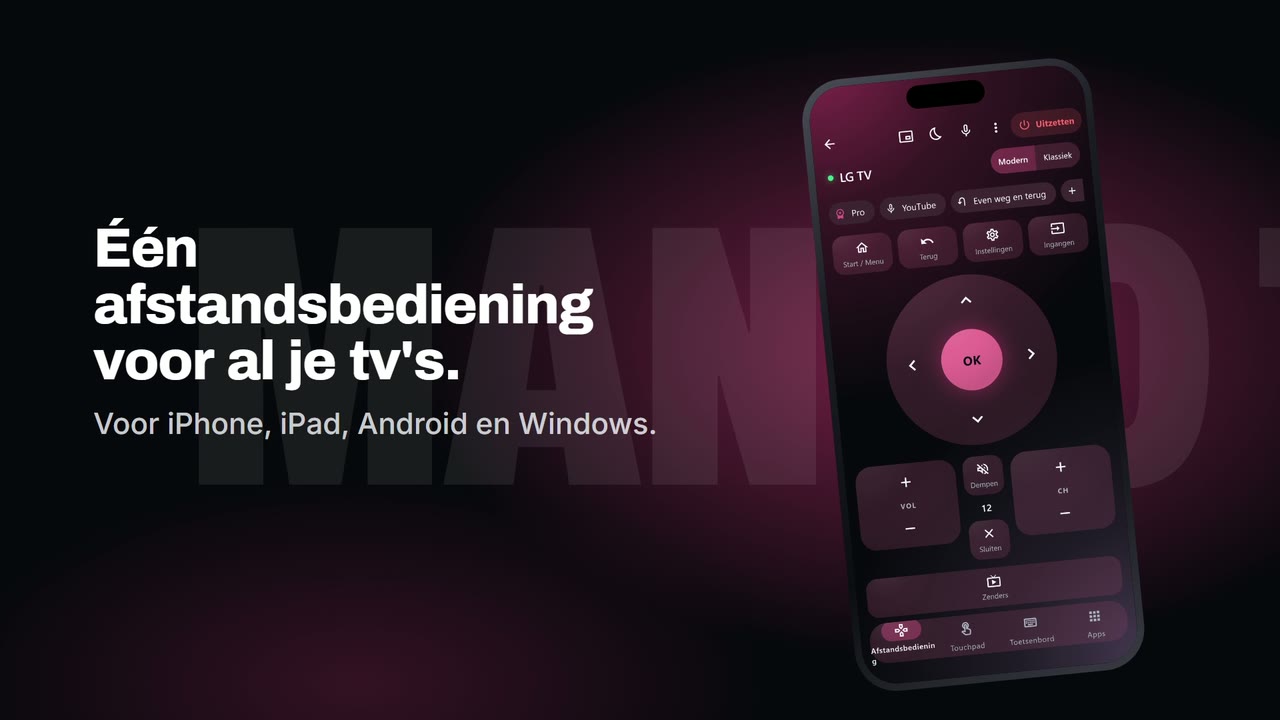 Één
afstandsbediening
voor al je tv's.
Voor iPhone, iPad, Android en Windows.
MANDO
Uitzetten
LG TV
Modern Klassiek
Pro YouTube Even weg en terug +
Start / Menu Terug Instellingen Ingangen
OK
+ Dempen +
VOL 12 CH
− Sluiten −
Zenders
Afstandsbedienin
g
Touchpad Toetsenbord Apps